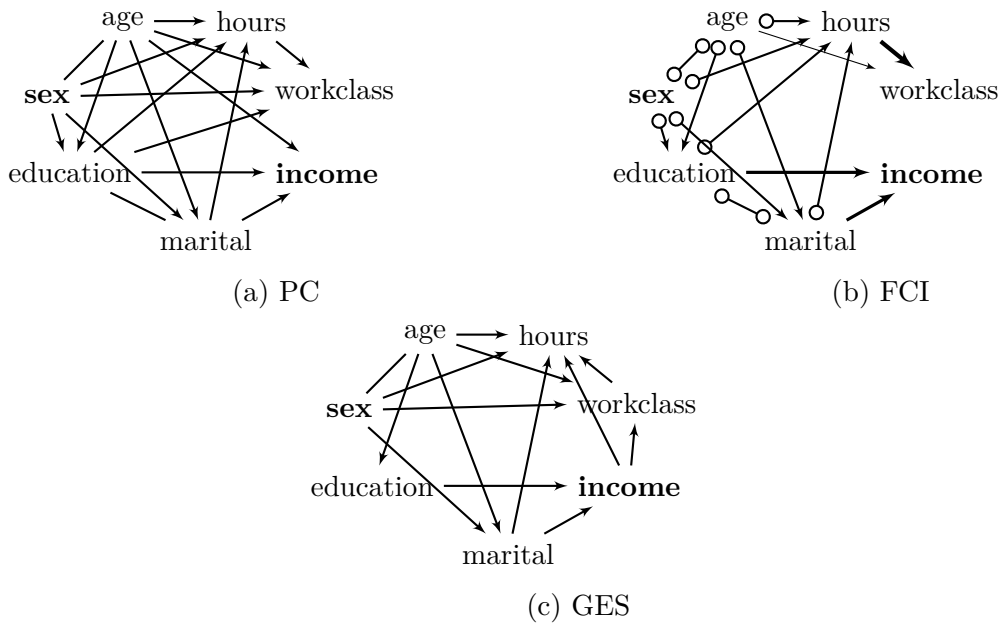 age hours
sex workclass
education income
marital
(a) PC
age hours
sex workclass
education income
marital
(b) FCI
age hours
sex workclass
education income
marital
(c) GES